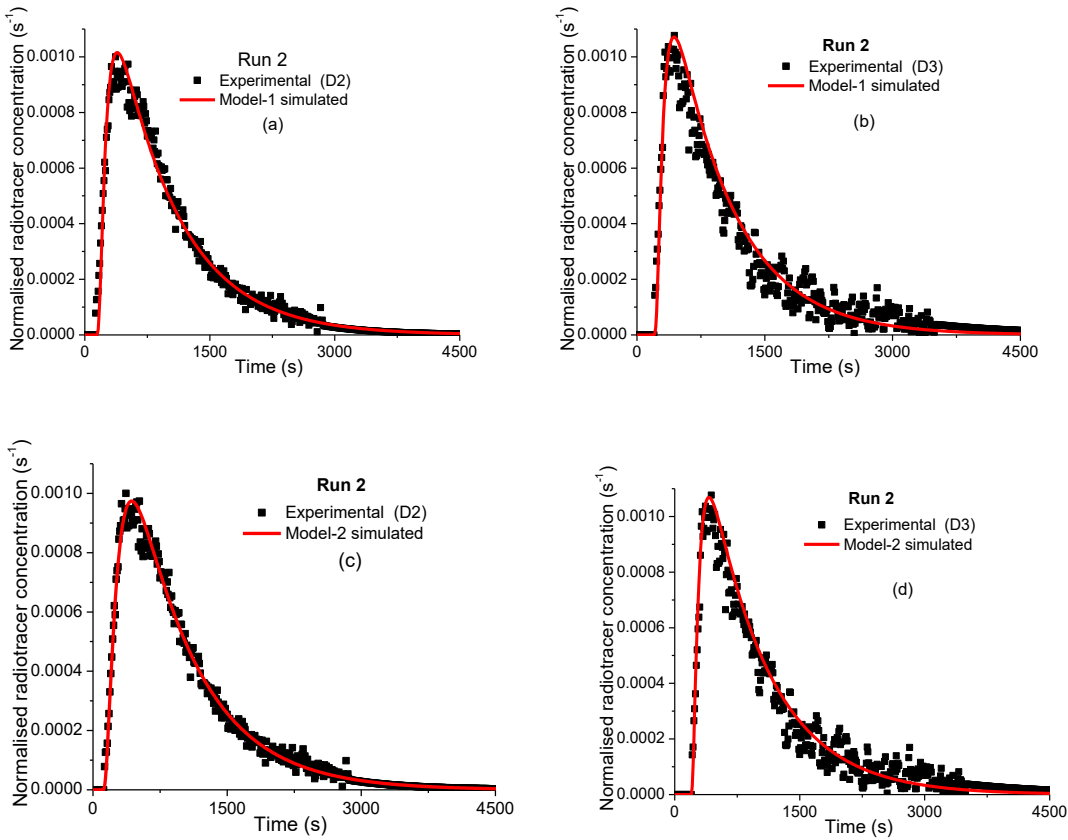 Normalised radiotracer concentration (s⁻¹)
0.0010
0.0008
0.0006
0.0004
0.0002
0.0000
0
1500
3000
4500
Time (s)
Run 2
Experimental (D2)
Model-1 simulated
(a)
Normalised radiotracer concentration (s⁻¹)
0.0010
0.0008
0.0006
0.0004
0.0002
0.0000
0
1500
3000
4500
Time (s)
Run 2
Experimental (D3)
Model-1 simulated
(b)
Normalised radiotracer concentration (s⁻¹)
0.0010
0.0008
0.0006
0.0004
0.0002
0.0000
0
1500
3000
4500
Time (s)
Run 2
Experimental (D2)
Model-2 simulated
(c)
Normalised radiotracer concentration (s⁻¹)
0.0010
0.0008
0.0006
0.0004
0.0002
0.0000
0
1500
3000
4500
Time (s)
Run 2
Experimental (D3)
Model-2 simulated
(d)